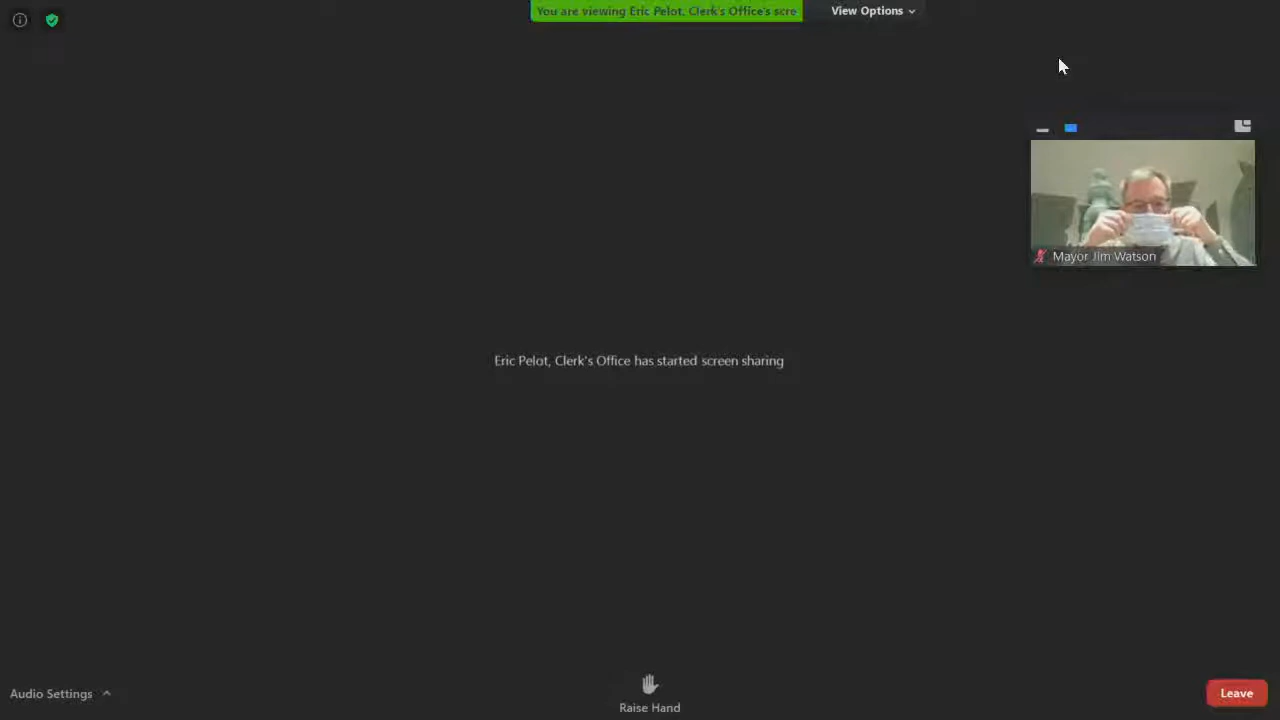 You are viewing Eric Pelot, Clerk's Office's scre
View Options
Mayor Jim Watson
Eric Pelot, Clerk's Office has started screen sharing
Audio Settings
Raise Hand
Leave